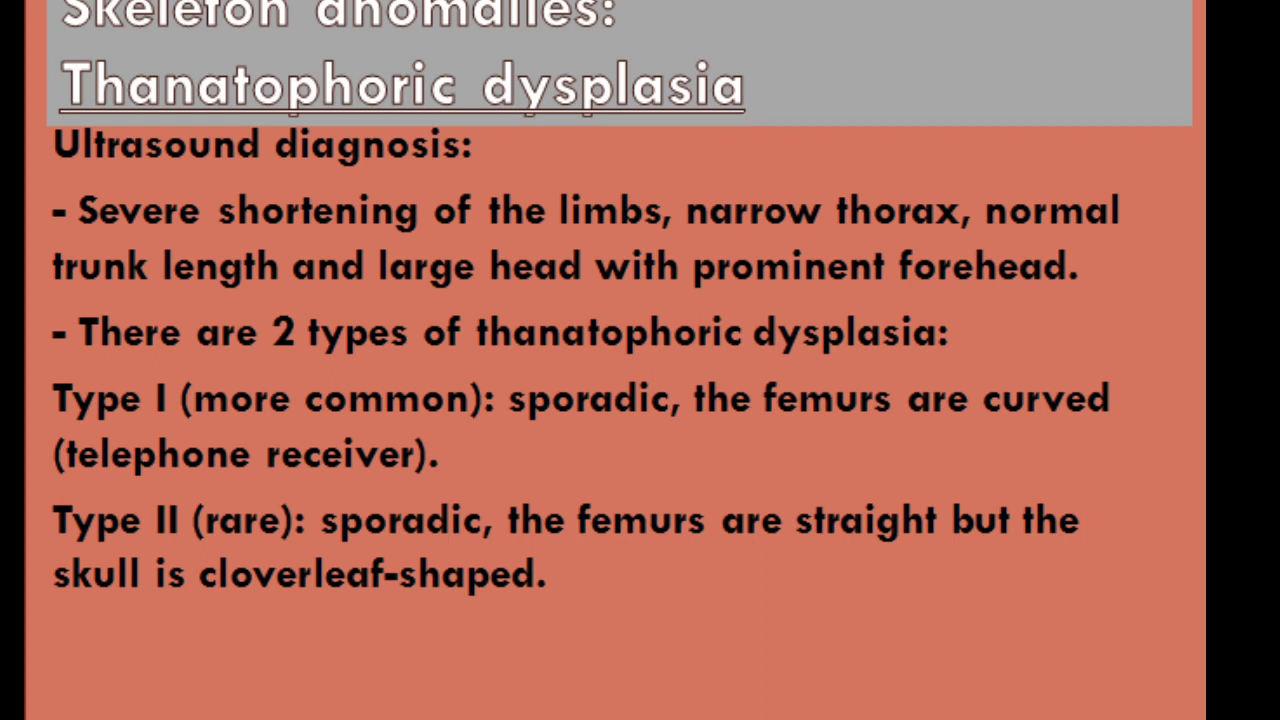 Skeleton anomalies:
Thanatophoric dysplasia
Ultrasound diagnosis:
- Severe shortening of the limbs, narrow thorax, normal
trunk length and large head with prominent forehead.
- There are 2 types of thanatophoric dysplasia:
Type I (more common): sporadic, the femurs are curved
(telephone receiver).
Type II (rare): sporadic, the femurs are straight but the
skull is cloverleaf-shaped.